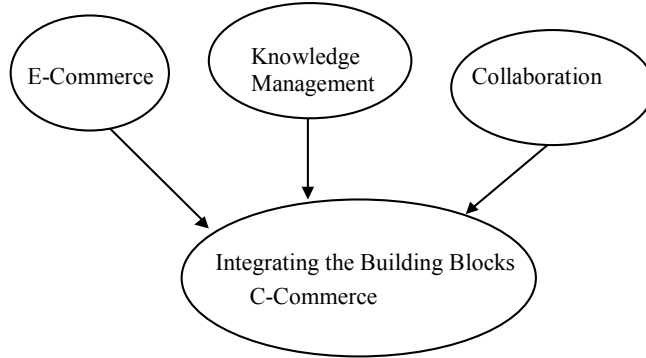 E-Commerce
Knowledge
Management
Collaboration
Integrating the Building Blocks
C-Commerce